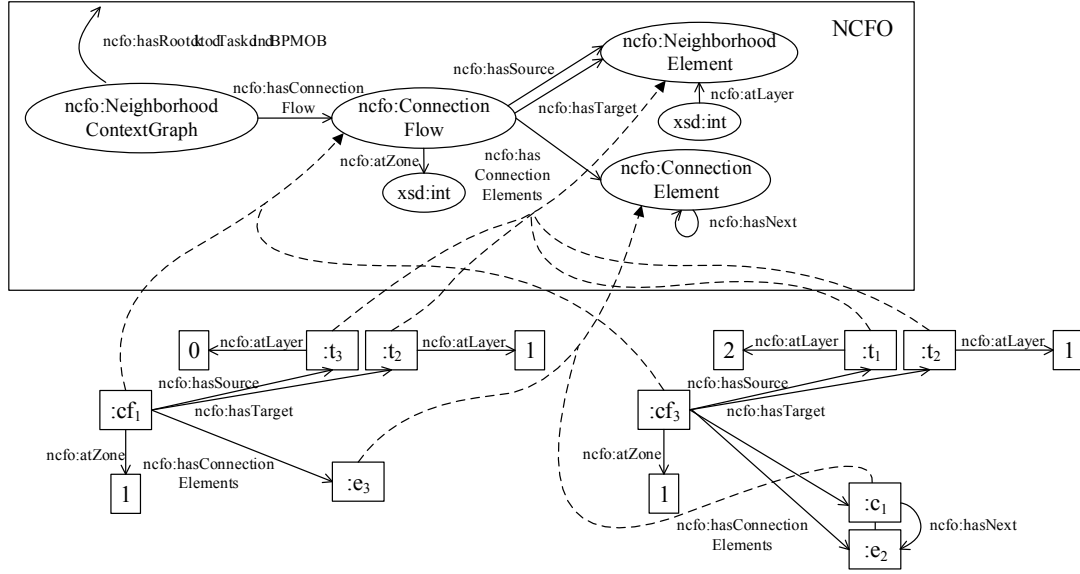 NCFO
ncfo:hasRootdktodTaskdindBPMOB
ncfo:Neighborhood
ContextGraph
ncfo:hasConnection
Flow
ncfo:Connection
Flow
ncfo:hasSource
ncfo:hasTarget
ncfo:Neighborhood
Element
ncfo:atLayer
xsd:int
ncfo:atZone
xsd:int
ncfo:has
Connection
Elements
ncfo:Connection
Element
ncfo:hasNext
0
ncfo:atLayer
:t3
:t2
ncfo:atLayer
1
ncfo:hasSource
ncfo:hasTarget
:cf1
ncfo:atZone
1
ncfo:hasConnection
Elements
:e3
2
ncfo:atLayer
:t1
:t2
ncfo:atLayer
1
ncfo:hasSource
ncfo:hasTarget
:cf3
ncfo:atZone
1
ncfo:hasConnection
Elements
:c1
:e2
ncfo:hasNext